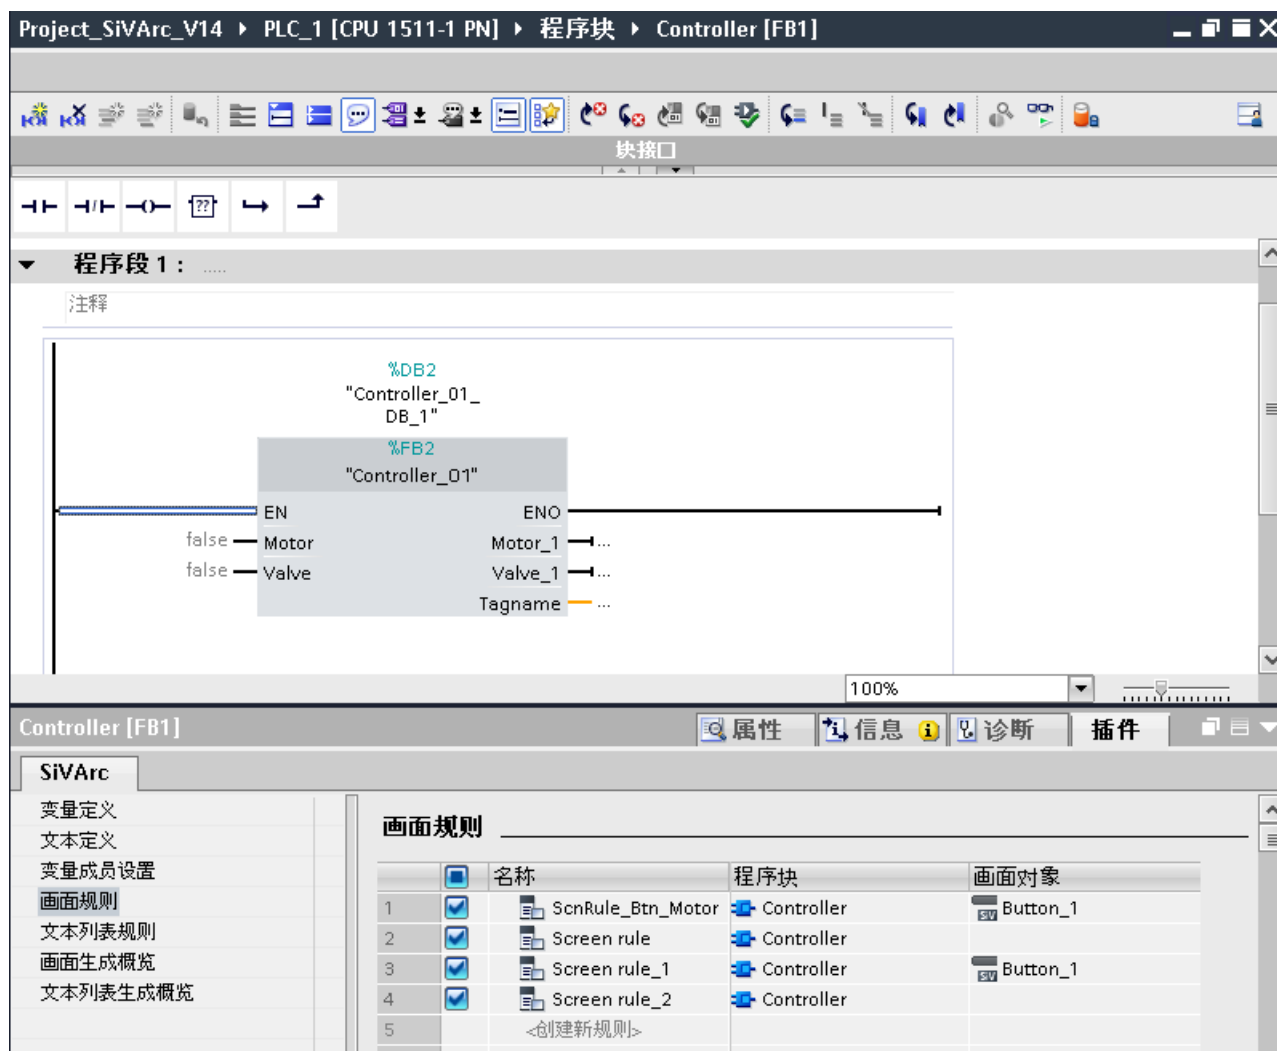 Project_SiVArc_V14 ▸ PLC_1 [CPU 1511-1 PN] ▸ 程序块 ▸ Controller [FB1]
块接口
??
程序段 1： .....
注释
%DB2
"Controller_01_
DB_1"
%FB2
"Controller_01"
EN ENO
false Motor Motor_1 ...
false Valve Valve_1 ...
Tagname ...
100%
Controller [FB1] 属性 信息 诊断 插件
SiVArc
变量定义
文本定义
变量成员设置
画面规则
文本列表规则
画面生成概览
文本列表生成概览
画面规则
名称 程序块 画面对象
1 ScnRule_Btn_Motor Controller Button_1
2 Screen rule Controller
3 Screen rule_1 Controller Button_1
4 Screen rule_2 Controller
5 <创建新规则>